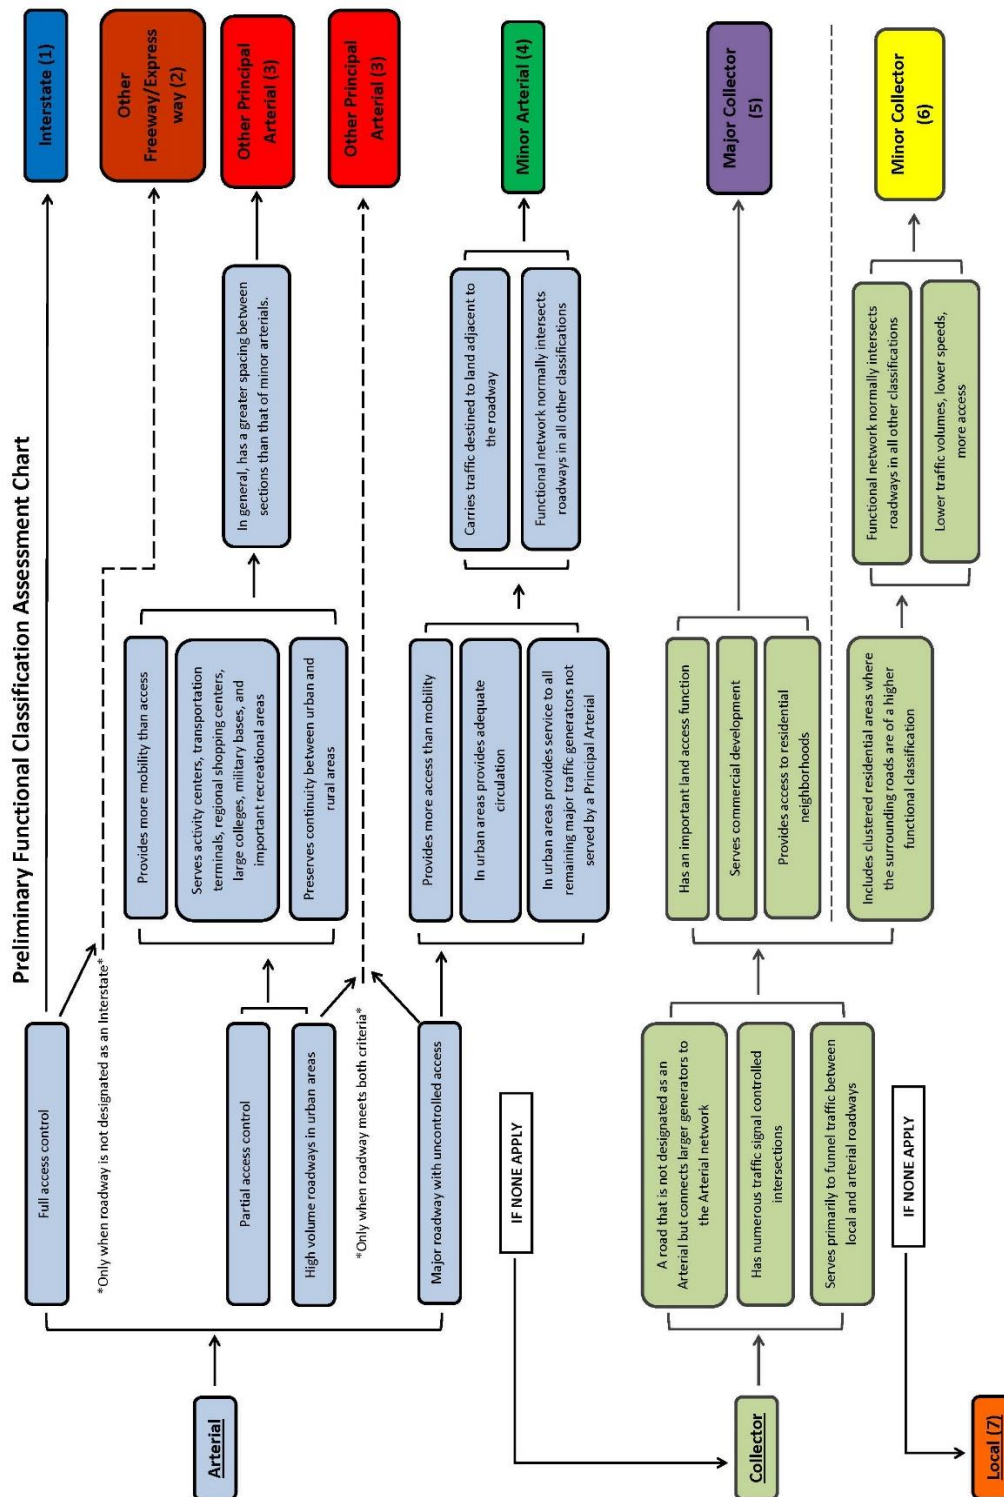 Preliminary Functional Classification Assessment Chart
Arterial
Full access control
*Only when roadway is not designated as an Interstate*
Interstate (1)
Other
Freeway/Express
way (2)
Partial access control
High volume roadways in urban areas
Provides more mobility than access
Serves activity centers, transportation
terminals, regional shopping centers,
large colleges, military bases, and
important recreational areas
Preserves continuity between urban and
rural areas
In general, has a greater spacing between
sections than that of minor arterials.
Other Principal
Arterial (3)
*Only when roadway meets both criteria*
Other Principal
Arterial (3)
Major roadway with uncontrolled access
Provides more access than mobility
In urban areas provides adequate
circulation
In urban areas provides service to all
remaining major traffic generators not
served by a Principal Arterial
Carries traffic destined to land adjacent to
the roadway
Functional network normally intersects
roadways in all other classifications
Minor Arterial (4)
IF NONE APPLY
Collector
A road that is not designated as an
Arterial but connects larger generators to
the Arterial network
Has numerous traffic signal controlled
intersections
Serves primarily to funnel traffic between
local and arterial roadways
Has an important land access function
Serves commercial development
Provides access to residential
neighborhoods
Major Collector
(5)
Includes clustered residential areas where
the surrounding roads are of a higher
functional classification
Functional network normally intersects
roadways in all other classifications
Lower traffic volumes, lower speeds,
more access
Minor Collector
(6)
IF NONE APPLY
Local (7)